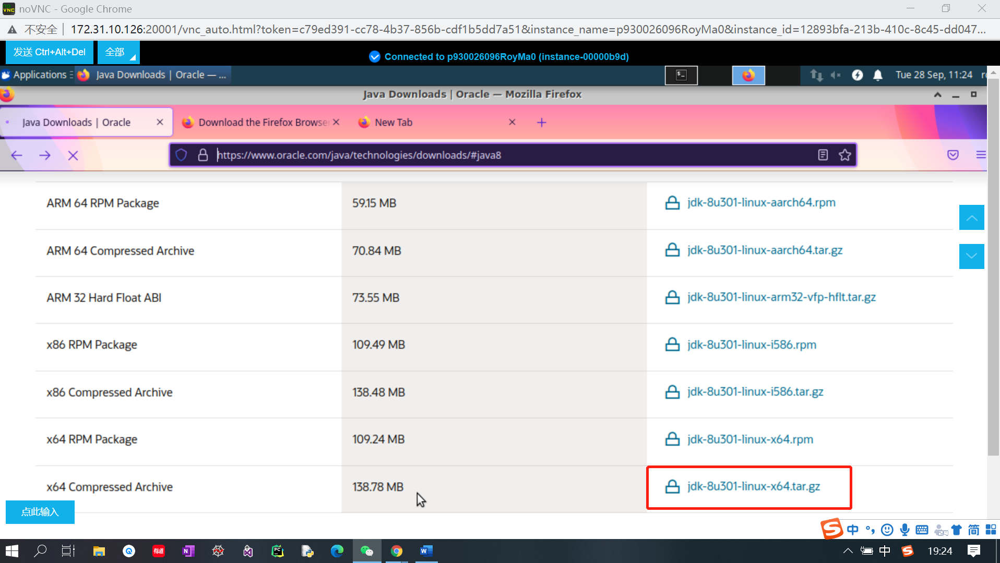 noVNC - Google Chrome
不安全 | 172.31.10.126:20001/vnc_auto.html?token=c79ed391-cc78-4b37-856b-cdf1b5dd7a51&instance_name=p930026096RoyMa0&instance_id=12893bfa-213b-410c-8c45-dd047...
发送 Ctrl+Alt+Del 全部
Connected to p930026096RoyMa0 (instance-00000b9d)
Applications Java Downloads | Oracle — ... Tue 28 Sep, 11:24
Java Downloads | Oracle — Mozilla Firefox
Java Downloads | Oracle Download the Firefox Browser New Tab
https://www.oracle.com/java/technologies/downloads/#java8
ARM 64 RPM Package 59.15 MB jdk-8u301-linux-aarch64.rpm
ARM 64 Compressed Archive 70.84 MB jdk-8u301-linux-aarch64.tar.gz
ARM 32 Hard Float ABI 73.55 MB jdk-8u301-linux-arm32-vfp-hflt.tar.gz
x86 RPM Package 109.49 MB jdk-8u301-linux-i586.rpm
x86 Compressed Archive 138.48 MB jdk-8u301-linux-i586.tar.gz
x64 RPM Package 109.24 MB jdk-8u301-linux-x64.rpm
x64 Compressed Archive 138.78 MB jdk-8u301-linux-x64.tar.gz
点此输入
中 简
中 19:24